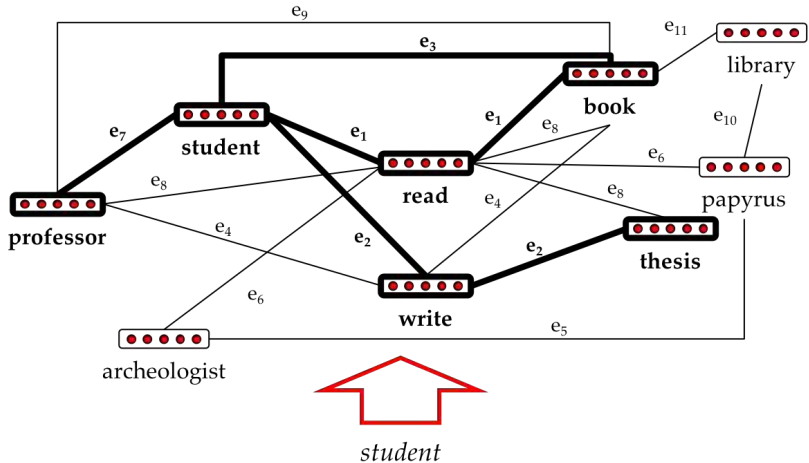 e9
e11
e3
library
book
e7
e1
e1
e8
e10
student
e6
read
e8
e8
papyrus
e4
professor
e4
e2
e2
thesis
e6
write
e5
archeologist
student